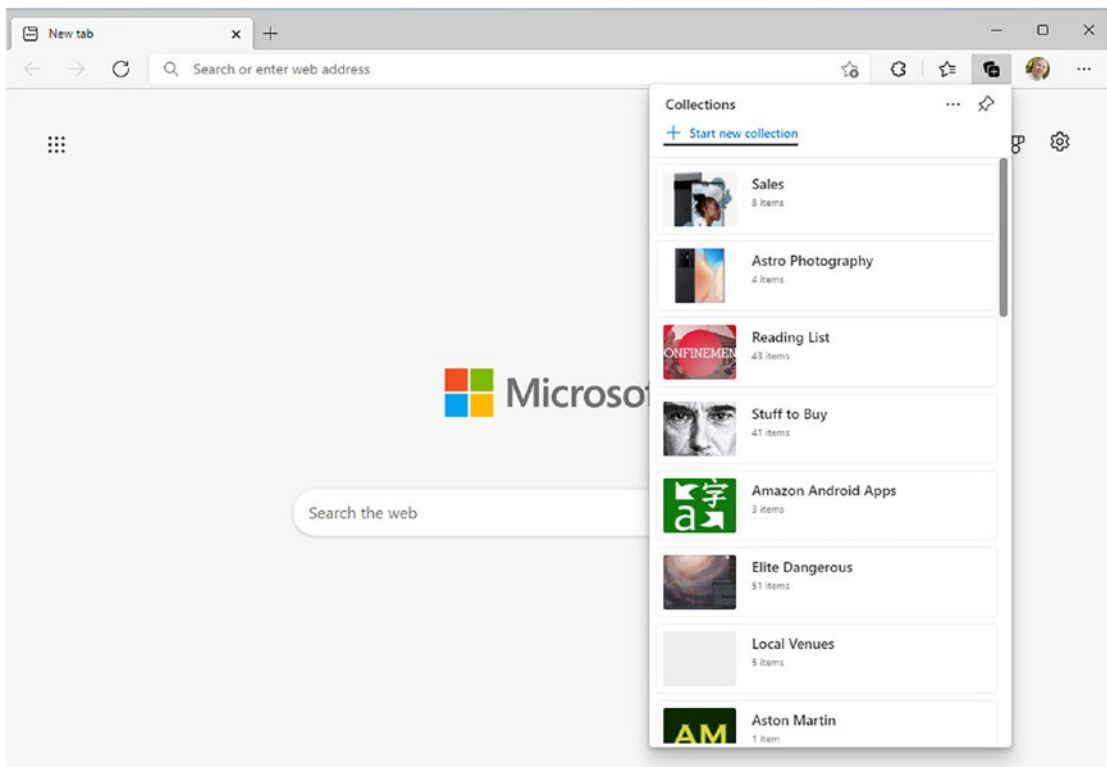 New tab
Search or enter web address
Collections
Start new collection
Sales
8 items
Astro Photography
4 items
Reading List
43 items
ONFINEMEN
Stuff to Buy
41 items
Microsof
Amazon Android Apps
3 items
字
a
Search the web
Elite Dangerous
51 items
Local Venues
5 items
Aston Martin
1 item
AM